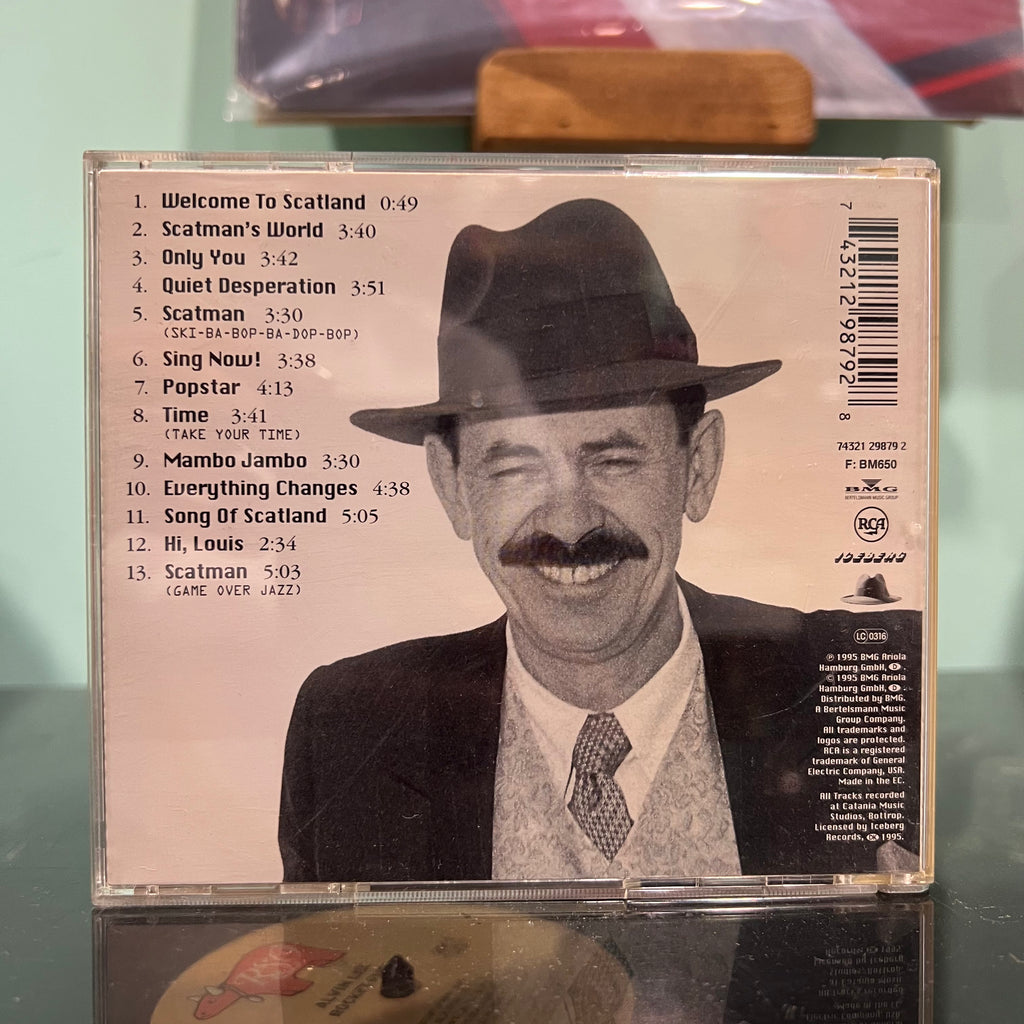 1. Welcome To Scatland 0:49
2. Scatman's World 3:40
3. Only You 3:42
4. Quiet Desperation 3:51
5. Scatman 3:30
(SKI-BA-BOP-BA-DOP-BOP)
6. Sing Now! 3:38
7. Popstar 4:13
8. Time 3:41
(TAKE YOUR TIME)
9. Mambo Jambo 3:30
10. Everything Changes 4:38
11. Song Of Scatland 5:05
12. Hi, Louis 2:34
13. Scatman 5:03
(GAME OVER JAZZ)
7 43212 98792 8
74321 29879 2
F: BM650
BMG
BERTELSMANN MUSIC GROUP
RCA
ICEBERG
LC 0316
℗ 1995 BMG Ariola
Hamburg GmbH, D.
© 1995 BMG Ariola
Hamburg GmbH, D.
Distributed by BMG.
A Bertelsmann Music
Group Company.
All trademarks and
logos are protected.
RCA is a registered
trademark of General
Electric Company, USA.
Made in the EC.
All Tracks recorded
at Catania Music
Studios, Bottrop.
Licensed by Iceberg
Records, DK 1995.
RSO
ALVIN LEE